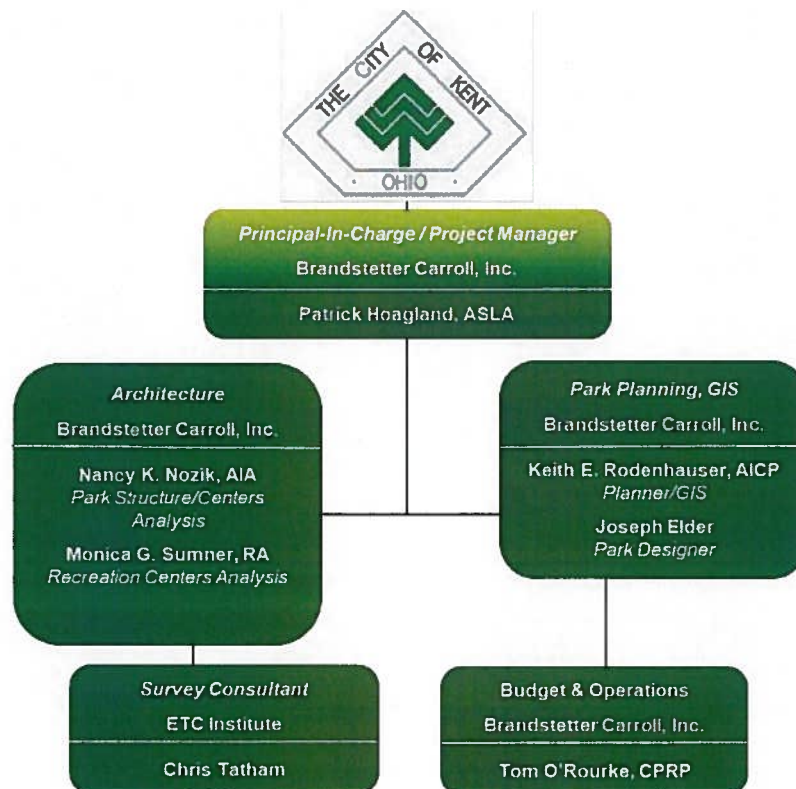 THE CITY OF KENT
OHIO
Principal-In-Charge / Project Manager
Brandstetter Carroll, Inc.
Patrick Hoagland, ASLA
Architecture
Brandstetter Carroll, Inc.
Nancy K. Nozik, AIA
Park Structure/Centers
Analysis
Monica G. Sumner, RA
Recreation Centers Analysis
Park Planning, GIS
Brandstetter Carroll, Inc.
Keith E. Rodenhauser, AICP
Planner/GIS
Joseph Elder
Park Designer
Survey Consultant
ETC Institute
Chris Tatham
Budget & Operations
Brandstetter Carroll, Inc.
Tom O'Rourke, CPRP